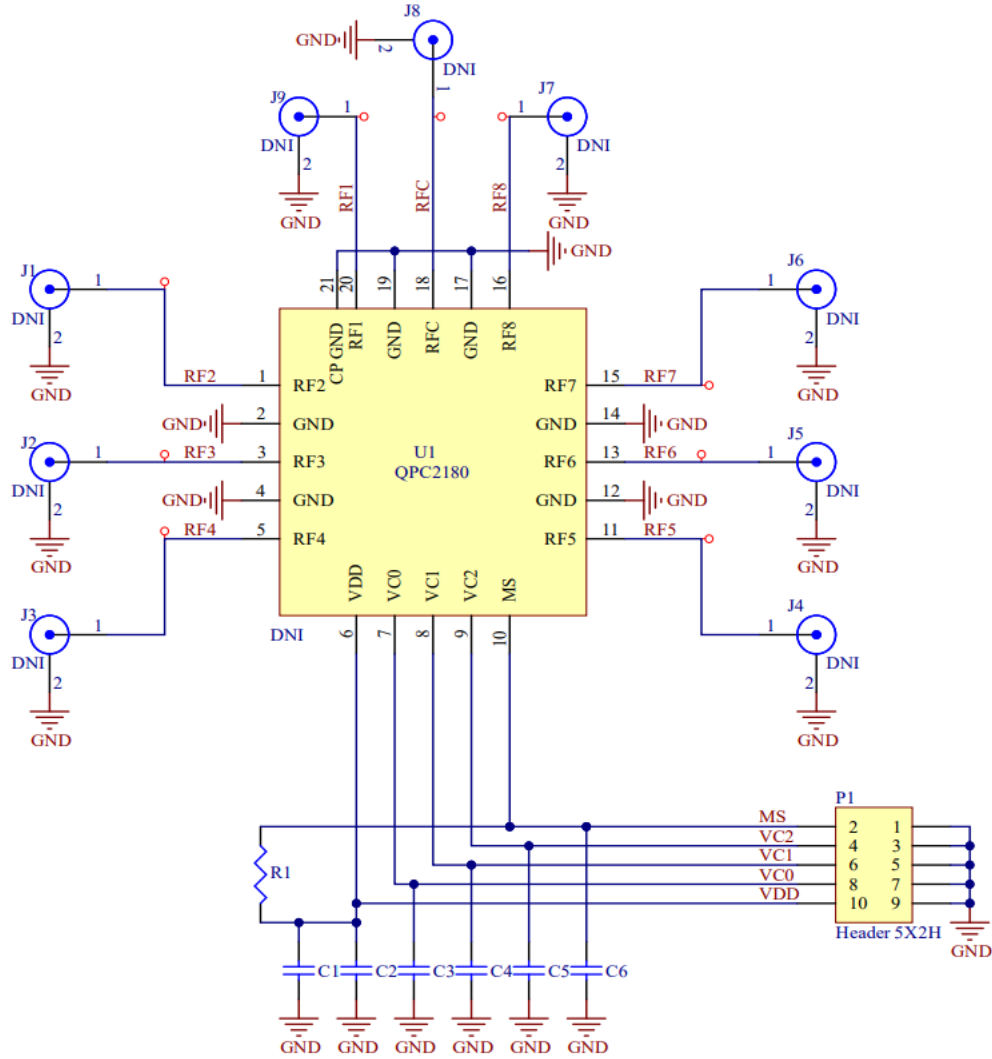 J8
GND
2
DNI
1
J9
1
DNI
2
GND
J7
1
DNI
2
GND
RF1
RFC
RF8
GND
21
20
19
18
17
16
CP GND
RF1
GND
RFC
GND
RF8
J1
1
DNI
2
GND
RF2
1
RF2
GND
2
GND
J2
1
DNI
2
GND
RF3
3
RF3
GND
4
GND
RF4
5
RF4
J3
1
DNI
2
GND
U1
QPC2180
J6
1
DNI
2
GND
RF7
15
RF7
GND
14
GND
J5
1
DNI
2
GND
RF6
13
RF6
GND
12
GND
RF5
11
RF5
J4
1
DNI
2
GND
VDD
VC0
VC1
VC2
MS
DNI
6
7
8
9
10
P1
MS
2
1
VC2
4
3
VC1
6
5
VC0
8
7
VDD
10
9
Header 5X2H
GND
R1
C1
C2
C3
C4
C5
C6
GND
GND
GND
GND
GND
GND